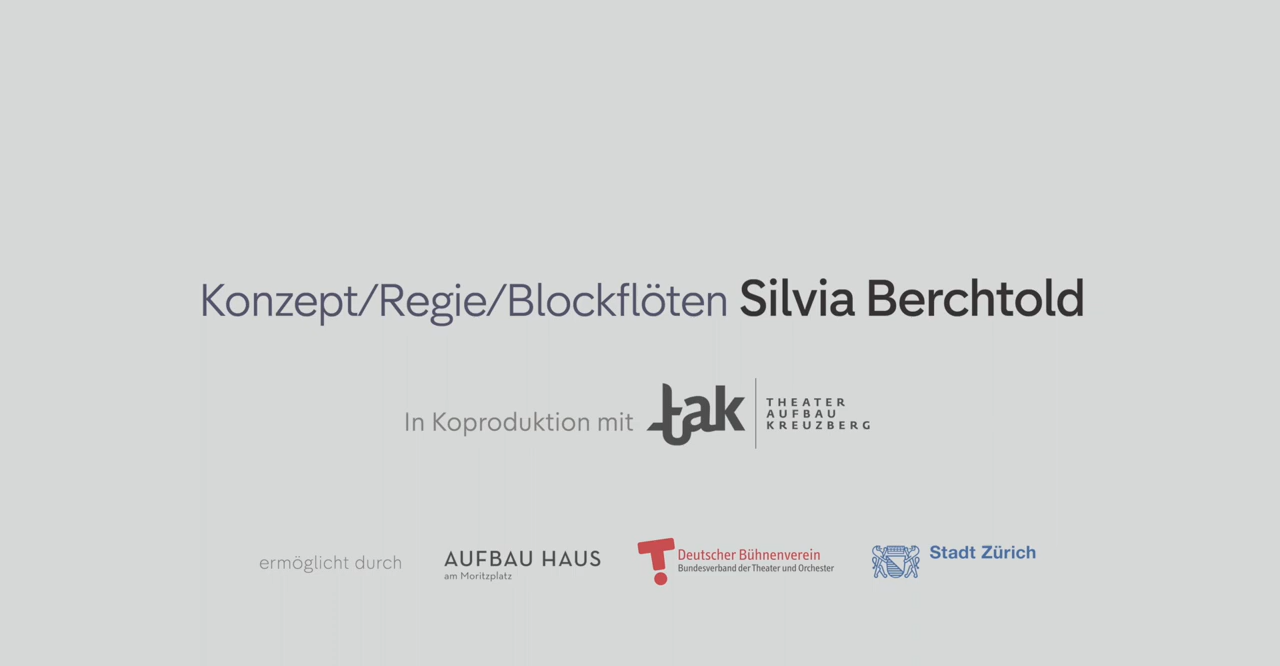 Konzept/Regie/Blockflöten Silvia Berchtold
In Koproduktion mit tak
THEATER
AUFBAU
KREUZBERG
ermöglicht durch
AUFBAU HAUS
am Moritzplatz
Deutscher Bühnenverein
Bundesverband der Theater und Orchester
Stadt Zürich